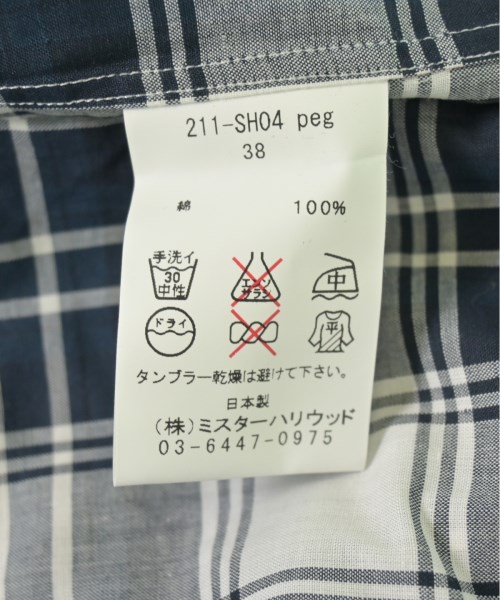 211-SH04 peg
38
綿 100%
手洗イ
30
中性
エンソ
サラシ
中
ドライ
平
タンブラー乾燥は避けて下さい。
日本製
(株)ミスターハリウッド
03-6447-0975